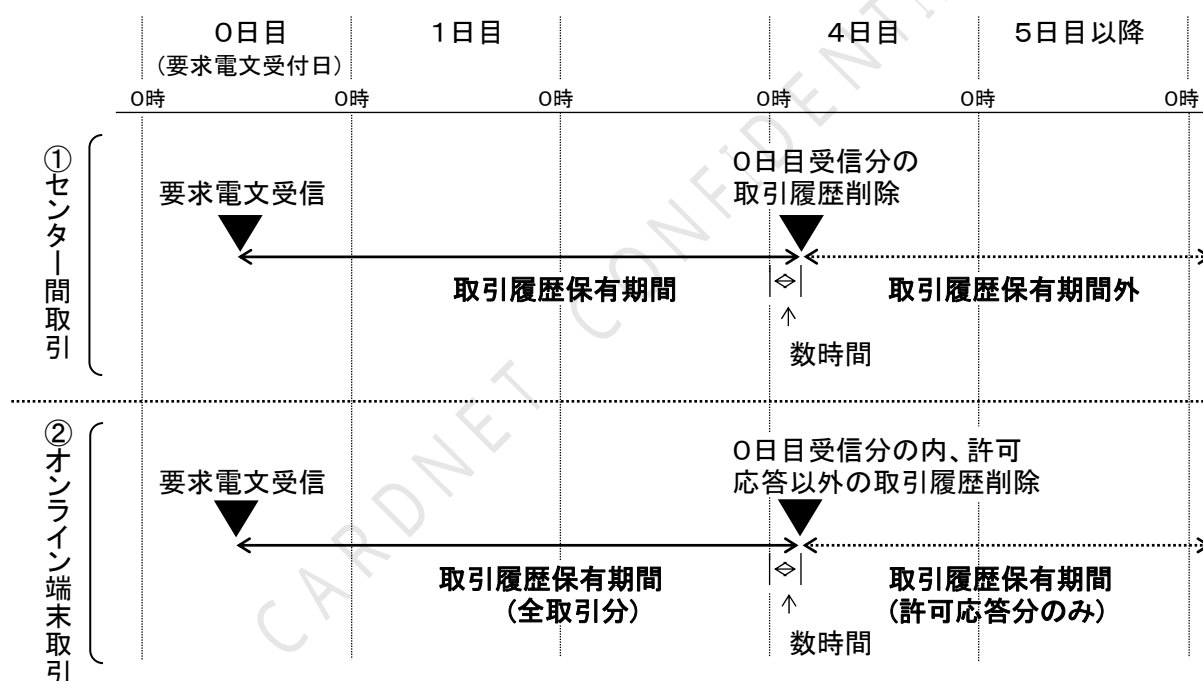 0日目
1日目
4日目
5日目以降
(要求電文受付日)
0時
0時
0時
0時
0時
0時
①センター間取引
要求電文受信
0日目受信分の
取引履歴削除
取引履歴保有期間
取引履歴保有期間外
数時間
②オンライン端末取引
要求電文受信
0日目受信分の内、許可
応答以外の取引履歴削除
取引履歴保有期間
(全取引分)
取引履歴保有期間
(許可応答分のみ)
数時間
CARDNET CONFIDENTI